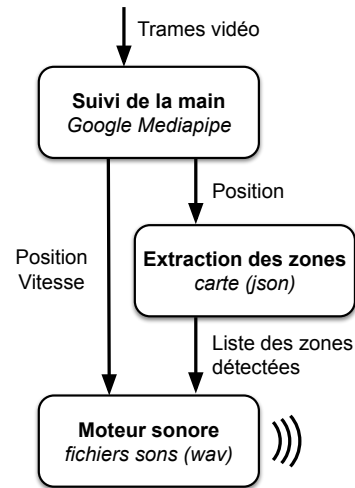 Trames vidéo
Suivi de la main
Google Mediapipe
Position
Position
Vitesse
Extraction des zones
carte (json)
Liste des zones
détectées
Moteur sonore
fichiers sons (wav)